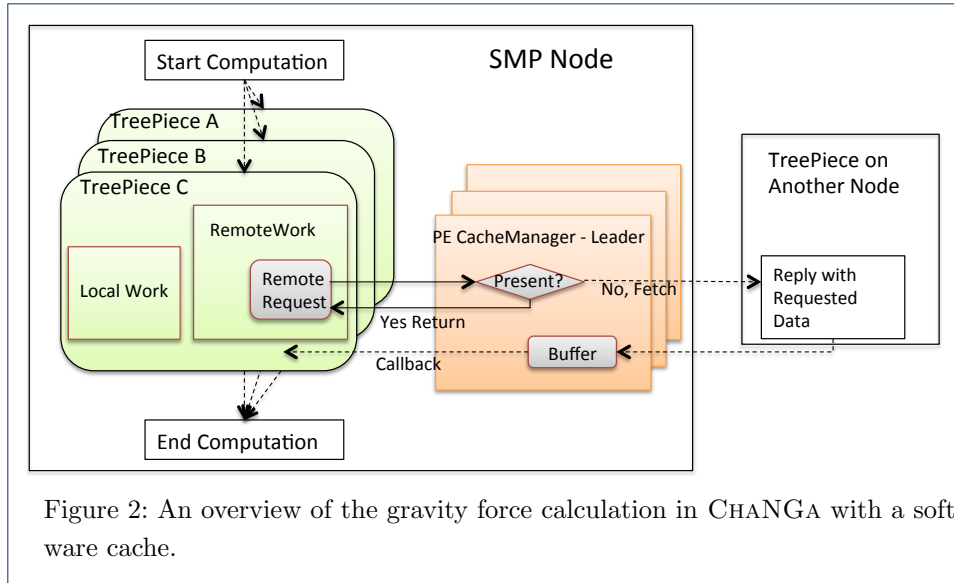 Start Computation
SMP Node
TreePiece A
TreePiece B
TreePiece C
TreePiece on
Another Node
RemoteWork
PE CacheManager - Leader
Local Work
Remote
Request
Present?
No, Fetch
Reply with
Requested
Data
Yes Return
Buffer
Callback
End Computation
Figure 2: An overview of the gravity force calculation in CHANGA with a soft
ware cache.